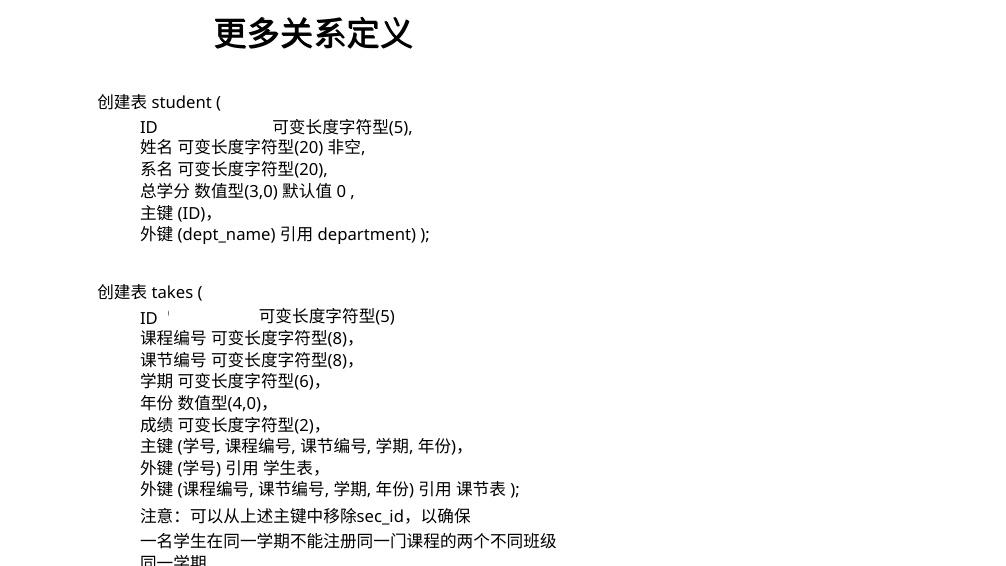 更多关系定义
创建表 student (
ID 可变长度字符型(5),
姓名 可变长度字符型(20) 非空,
系名 可变长度字符型(20),
总学分 数值型(3,0) 默认值 0 ,
主键 (ID)，
外键 (dept_name) 引用 department) );
创建表 takes (
ID 可变长度字符型(5)
课程编号 可变长度字符型(8)，
课节编号 可变长度字符型(8)，
学期 可变长度字符型(6)，
年份 数值型(4,0)，
成绩 可变长度字符型(2)，
主键 (学号, 课程编号, 课节编号, 学期, 年份)，
外键 (学号) 引用 学生表，
外键 (课程编号, 课节编号, 学期, 年份) 引用 课节表 );
注意：可以从上述主键中移除sec_id，以确保
一名学生在同一学期不能注册同一门课程的两个不同班级
同一学期